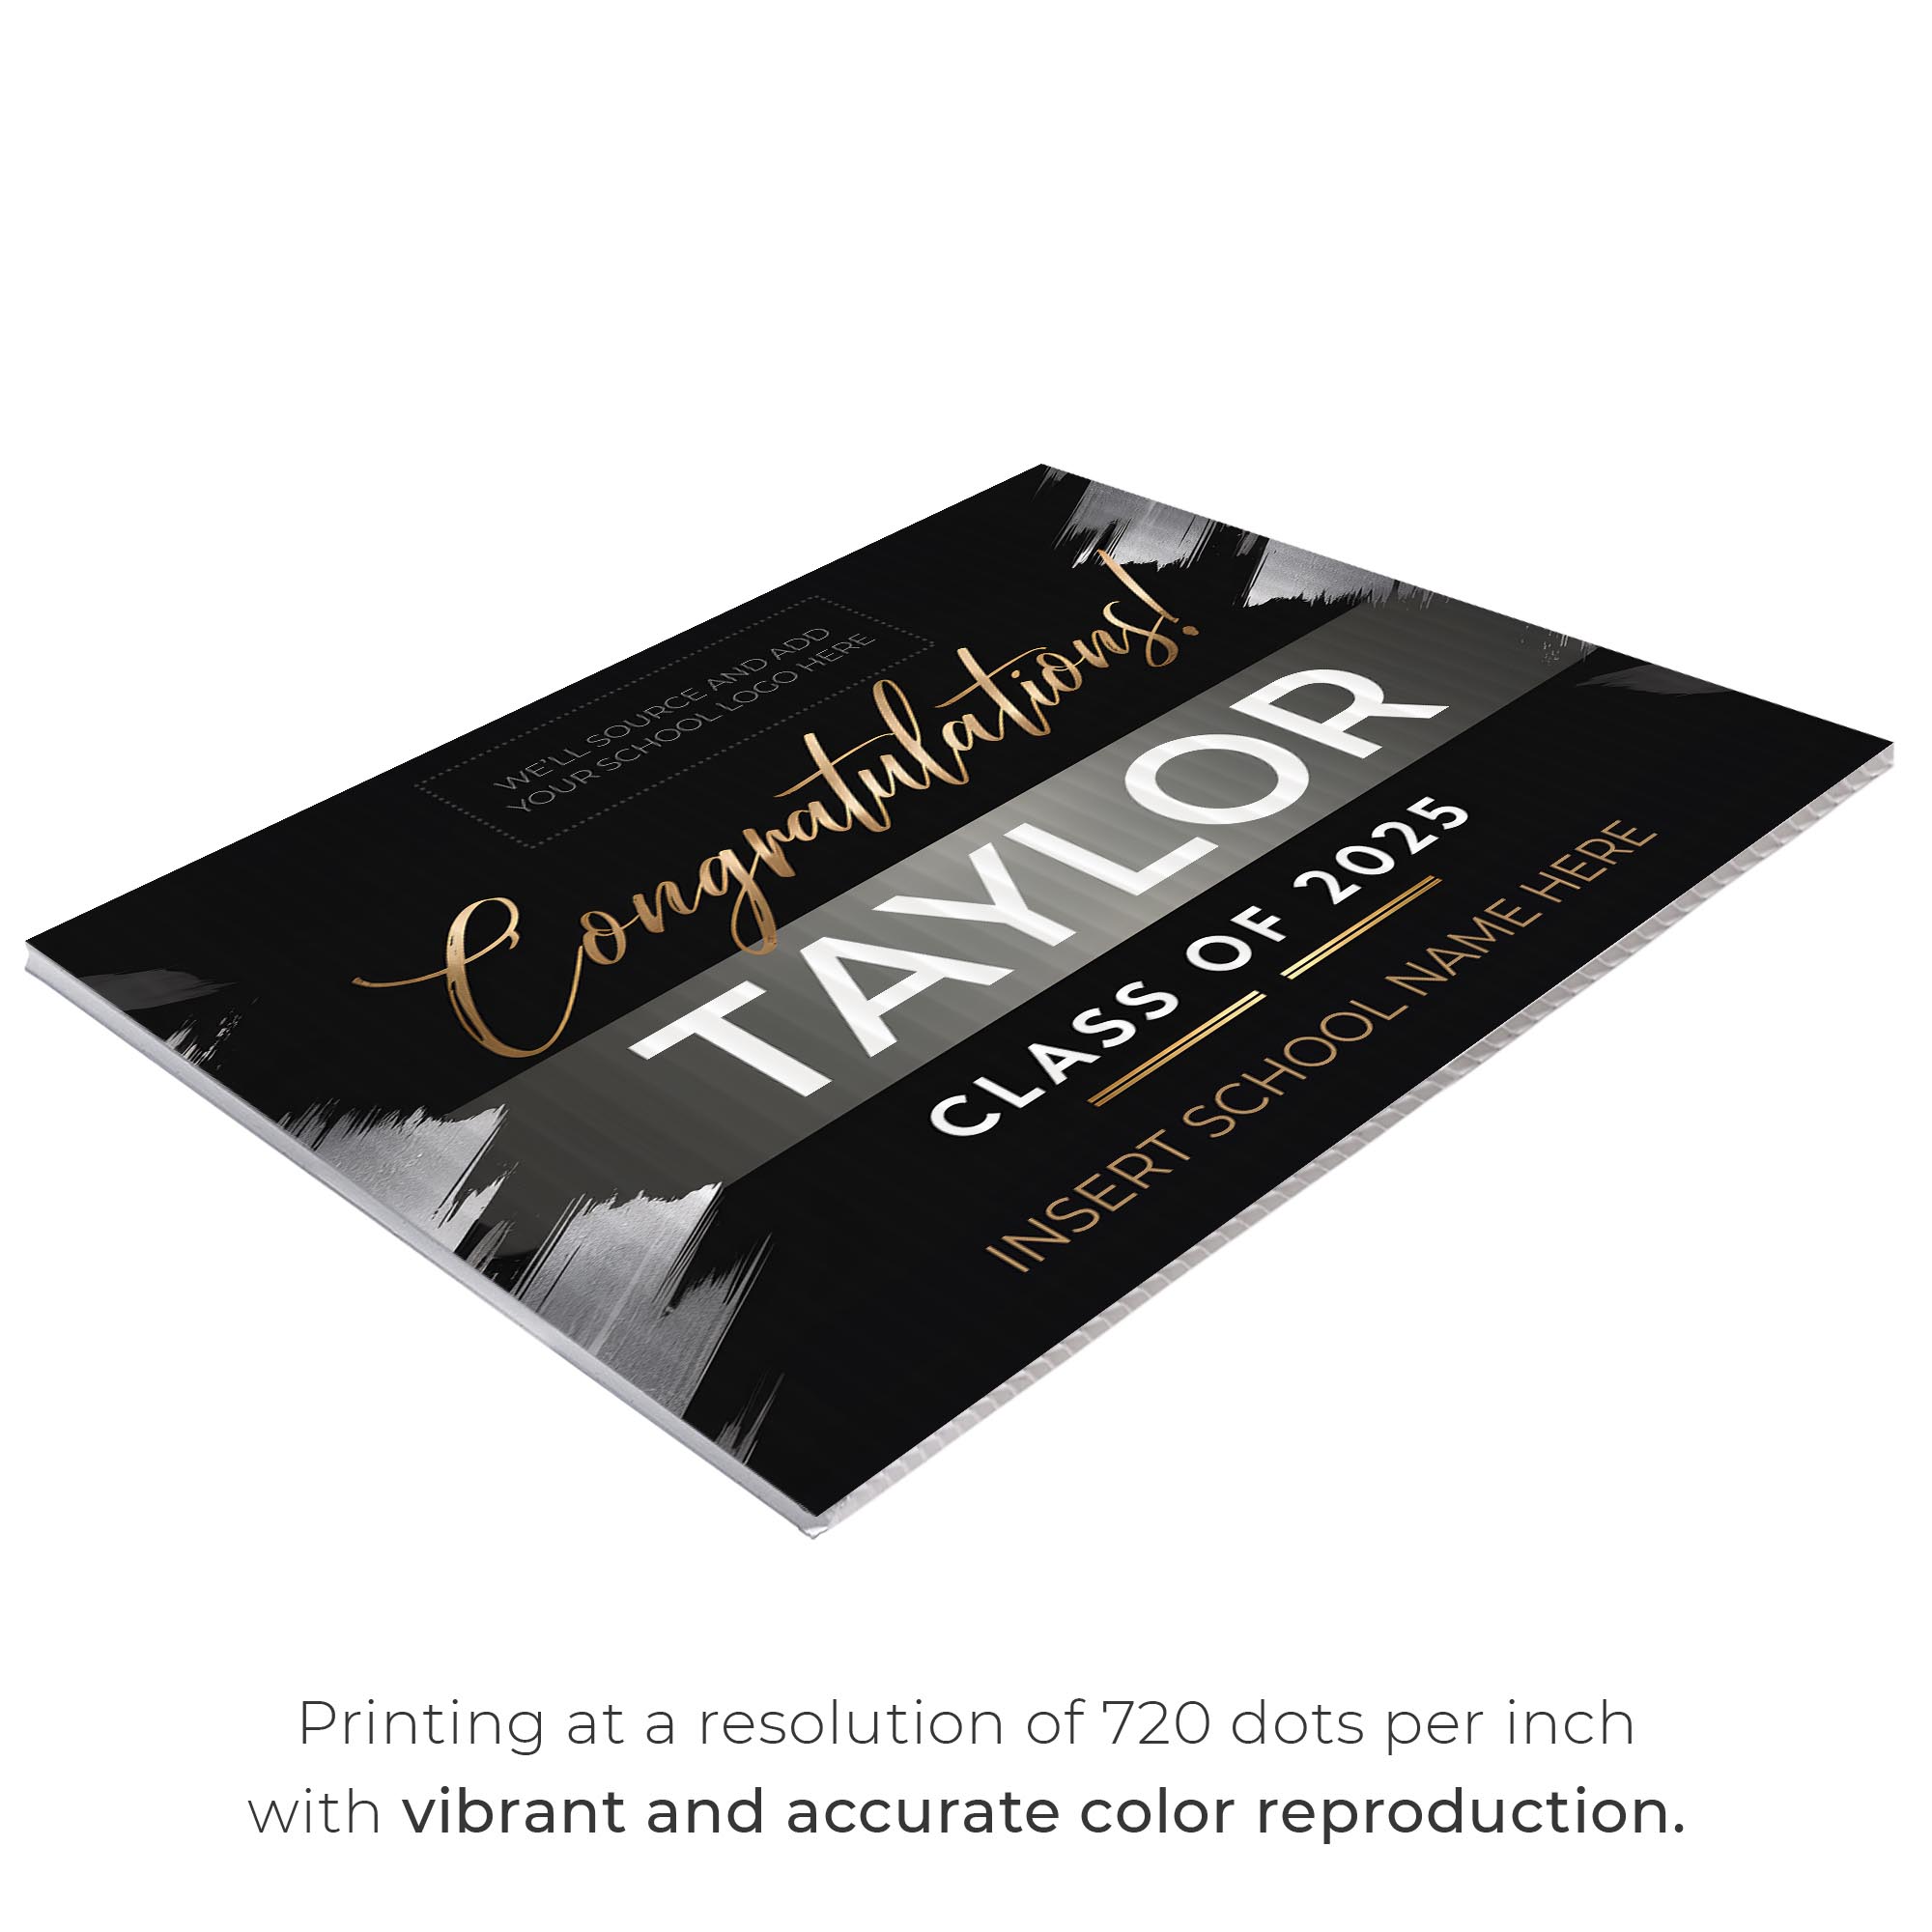 WE'LL SOURCE AND ADD
YOUR SCHOOL LOGO HERE
Congratulations!
TAYLOR
CLASS OF 2025
INSERT SCHOOL NAME HERE
Printing at a resolution of 720 dots per inch
with vibrant and accurate color reproduction.